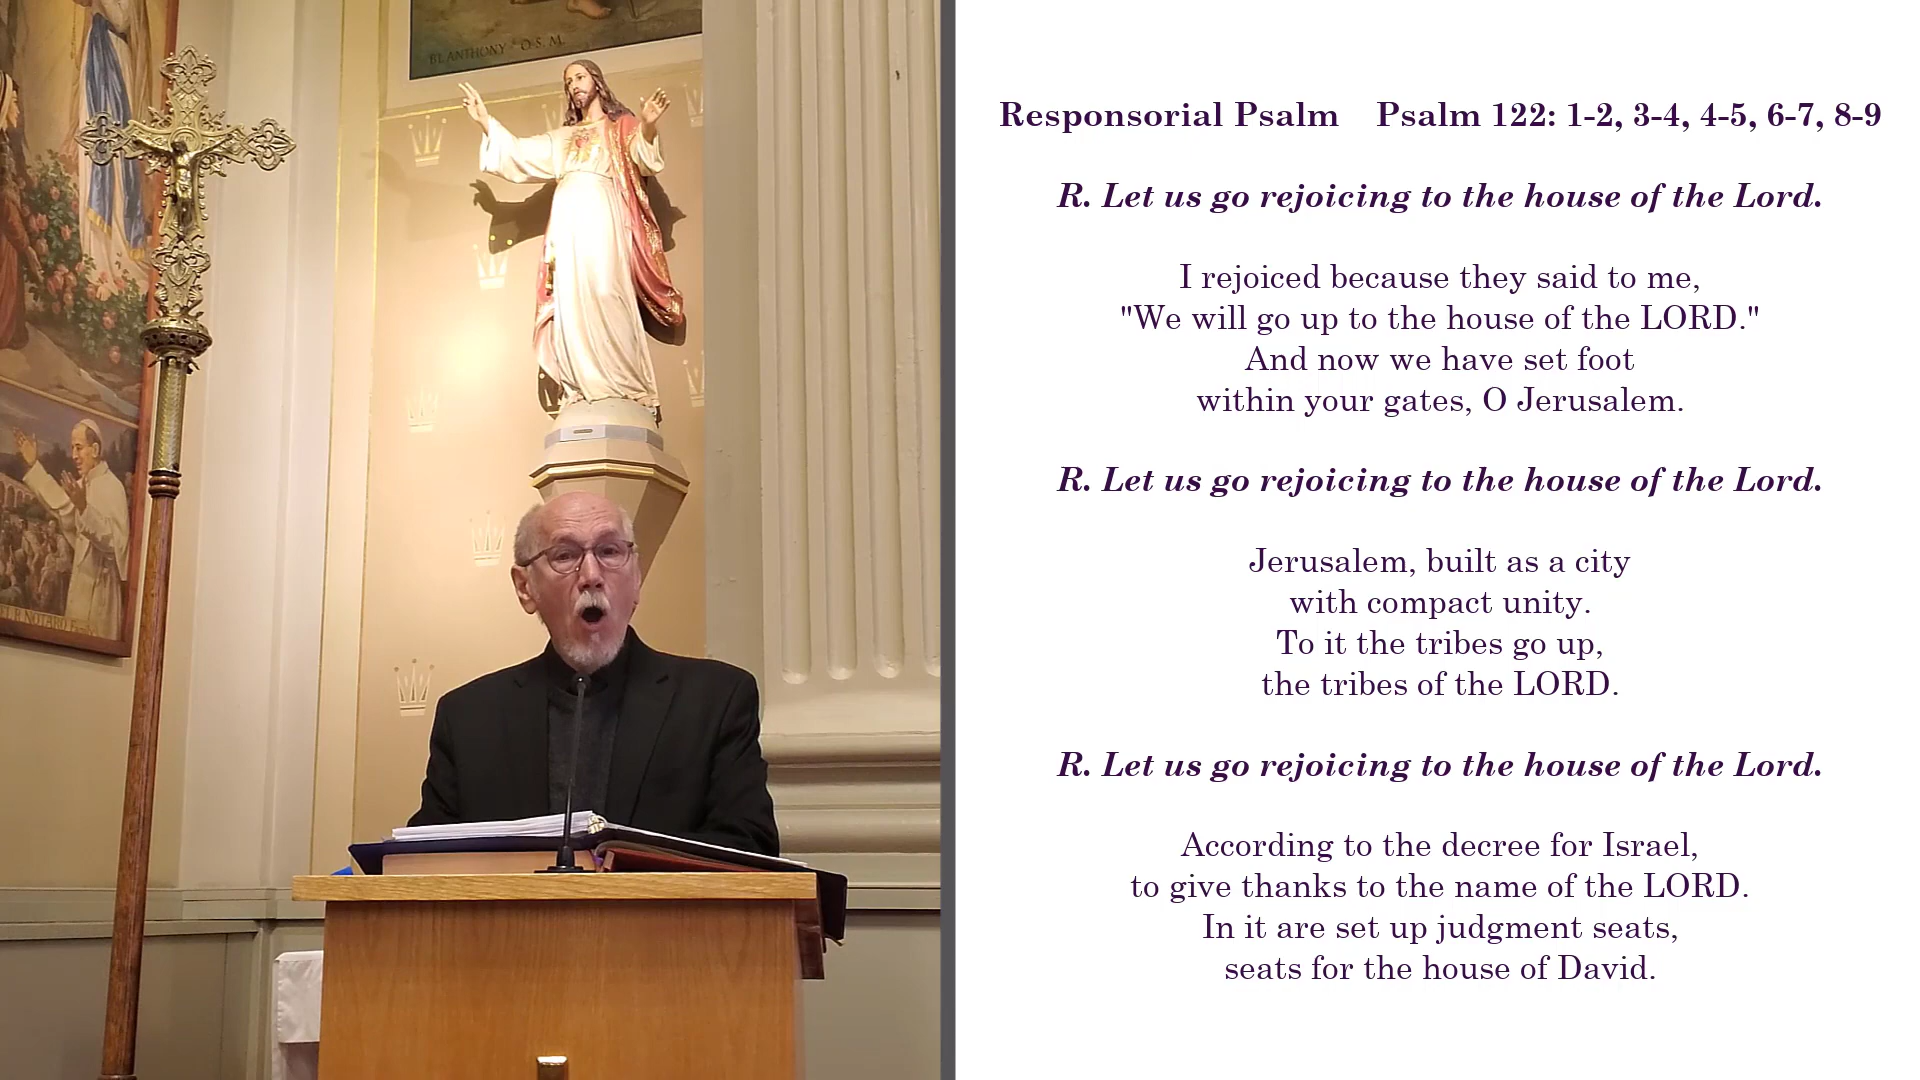 BL ANTHONY O.S.M.
Responsorial Psalm Psalm 122: 1-2, 3-4, 4-5, 6-7, 8-9
R. Let us go rejoicing to the house of the Lord.
I rejoiced because they said to me,
"We will go up to the house of the LORD."
And now we have set foot
within your gates, O Jerusalem.
R. Let us go rejoicing to the house of the Lord.
Jerusalem, built as a city
with compact unity.
To it the tribes go up,
the tribes of the LORD.
R. Let us go rejoicing to the house of the Lord.
According to the decree for Israel,
to give thanks to the name of the LORD.
In it are set up judgment seats,
seats for the house of David.